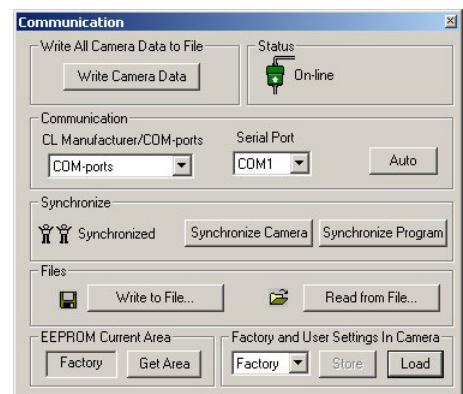 Communication
Write All Camera Data to File
Status
Write Camera Data
On-line
Communication
CL Manufacturer/COM-ports
Serial Port
COM-ports
COM1
Auto
Synchronize
Synchronized
Synchronize Camera
Synchronize Program
Files
Write to File...
Read from File...
EEPROM Current Area
Factory and User Settings In Camera
Factory
Get Area
Factory
Store
Load